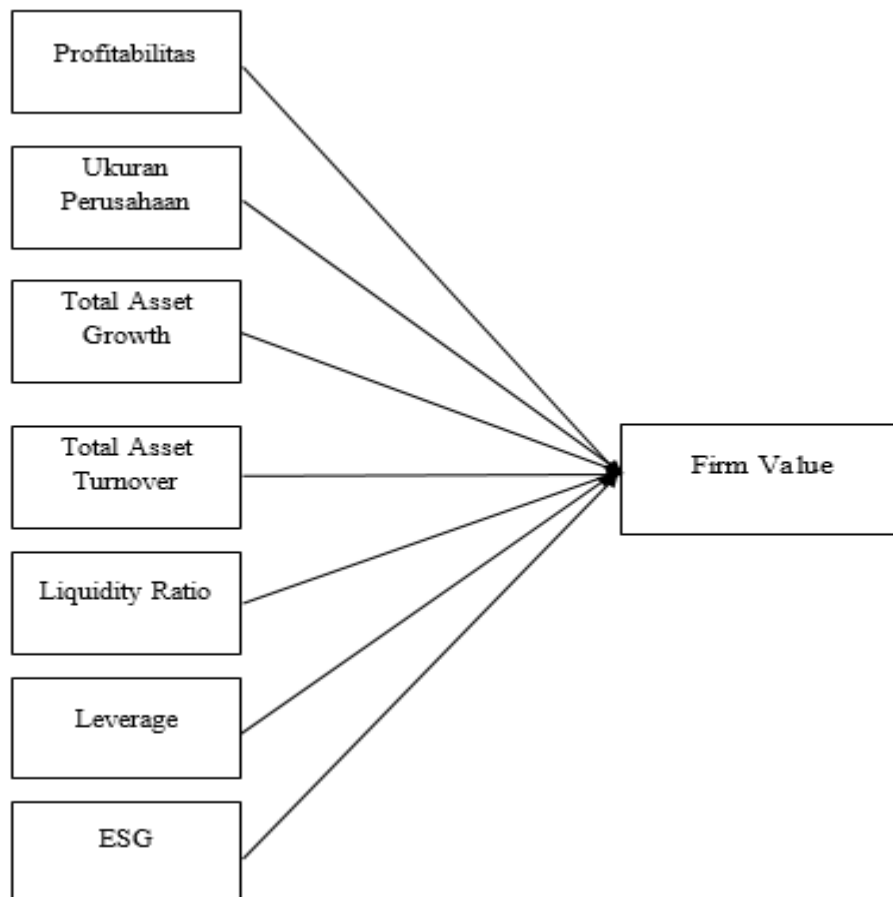 Profitabilitas
Ukuran
Perusahaan
Total Asset
Growth
Total Asset
Turnover
Firm Value
Liquidity Ratio
Leverage
ESG